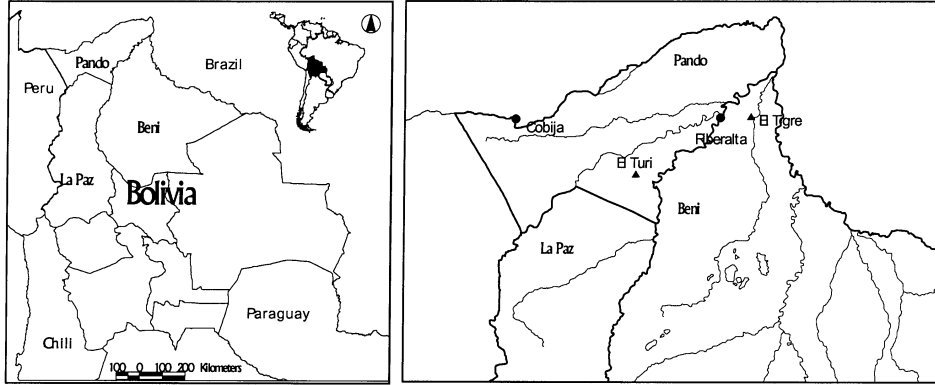 Brazil
Pando
Peru
Beni
La Paz
Bolivia
Paraguay
Chili
100 0 100 200 Kilometers
Pando
Cobija
Riberalta
El Tigre
El Turi
Beni
La Paz